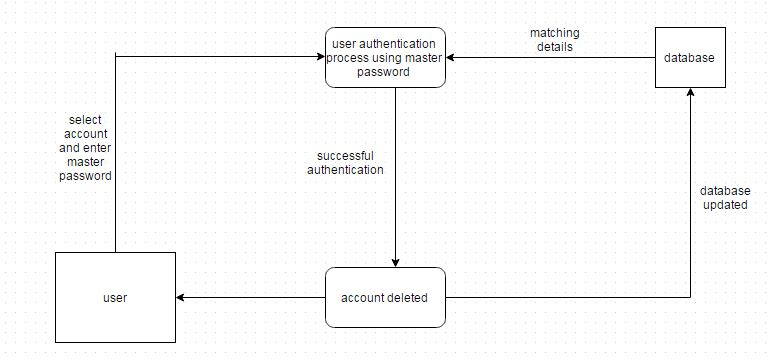 matching
details
user authentication
process using master
password
database
select
account
and enter
master
password
successful
authentication
database
updated
user
account deleted